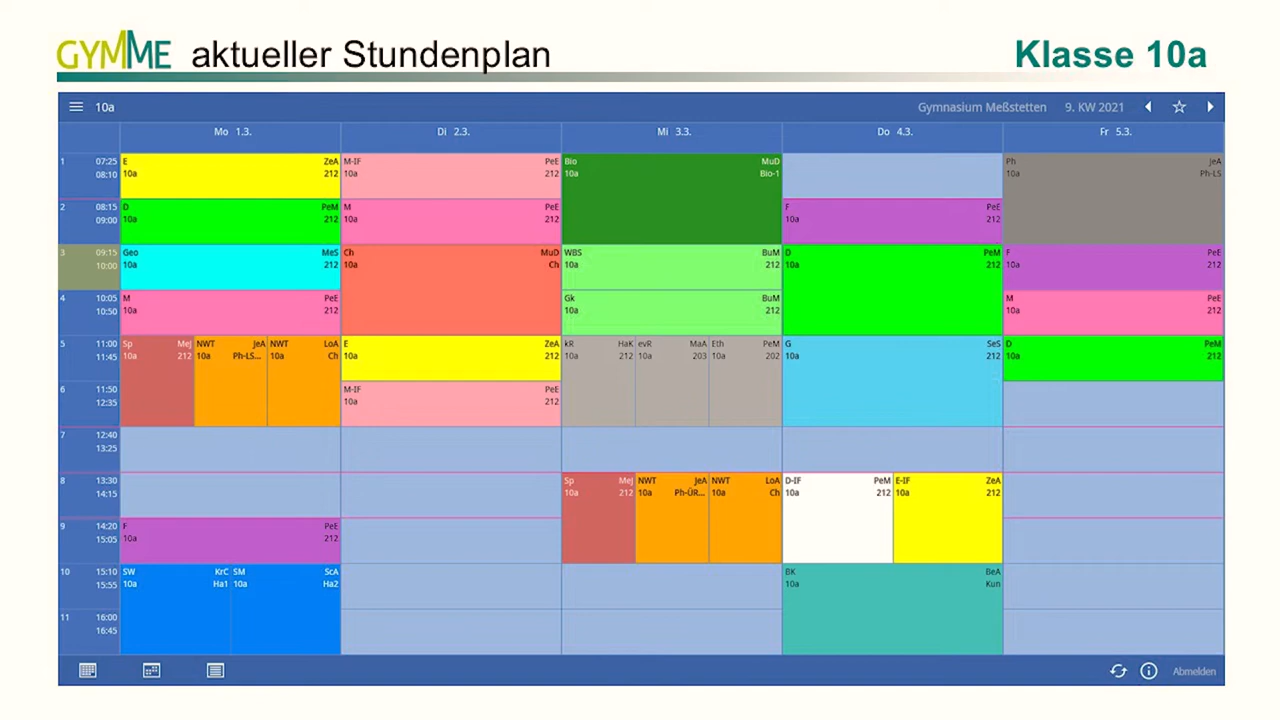 GYMME aktueller Stundenplan Klasse 10a
10a Gymnasium Meßstetten 9. KW 2021
Mo 1.3. Di 2.3. Mi 3.3. Do 4.3. Fr 5.3.
1 07:25 E ZeA M-IF PeE Bio MuD Ph JeA
08:10 10a 212 10a 212 10a Bio-1 10a Ph-LS
2 08:15 D PeM M PeE F PeE
09:00 10a 212 10a 212 10a 212
3 09:15 Geo MeS Ch MuD WBS BuM D PeM F PeE
10:00 10a 212 10a Ch 10a 212 10a 212 10a 212
4 10:05 M PeE Gk BuM M PeE
10:50 10a 212 10a 212 10a 212
5 11:00 Sp MeJ NWT JeA NWT LoA E ZeA kR HaK evR MaA Eth PeM G SeS D PeM
11:45 10a 212 10a Ph-LS... 10a Ch 10a 212 10a 212 10a 203 10a 202 10a 212 10a 212
6 11:50 M-IF PeE
12:35 10a 212
7 12:40
13:25
8 13:30 Sp MeJ NWT JeA NWT LoA D-IF PeM E-IF ZeA
14:15 10a 212 10a Ph-ÜR... 10a Ch 10a 212 10a 212
9 14:20 F PeE
15:05 10a 212
10 15:10 SW KrC SM ScA BK BeA
15:55 10a Ha1 10a Ha2 10a Kun
11 16:00
16:45
Abmelden